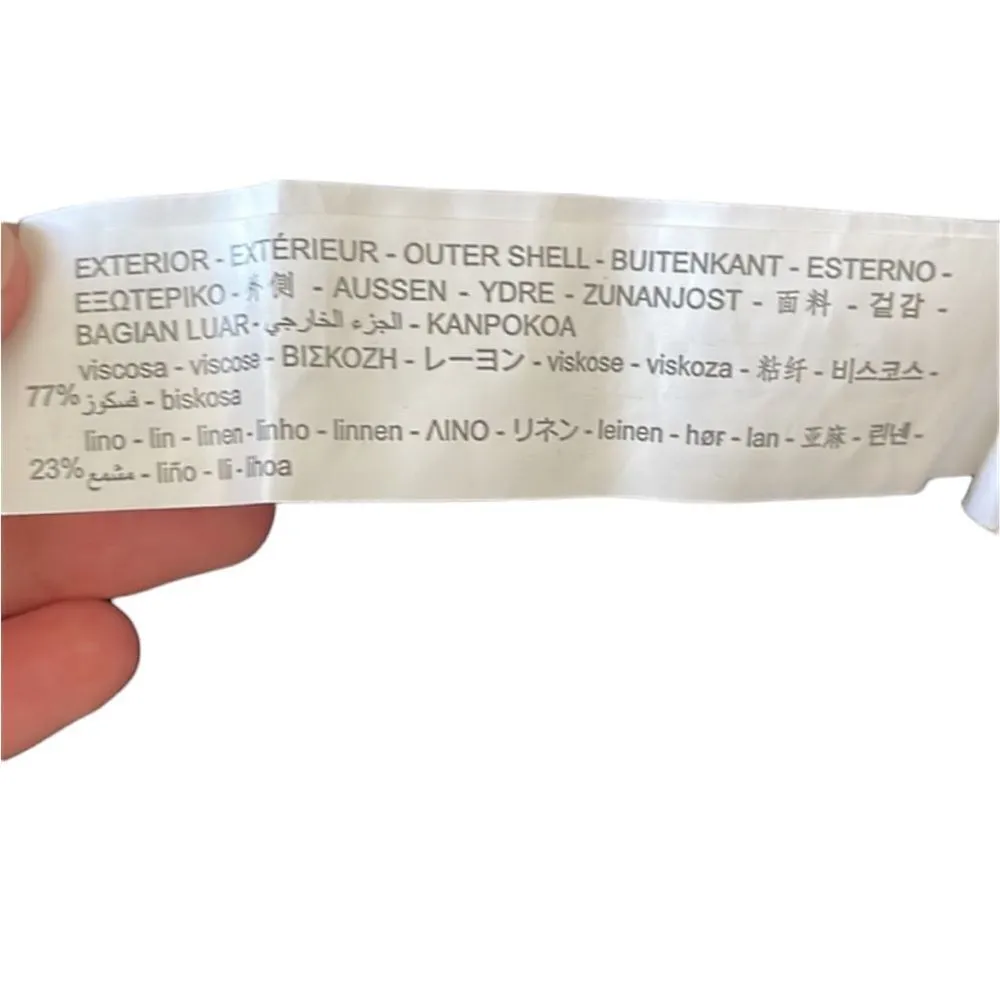 EXTERIOR - EXTÉRIEUR - OUTER SHELL - BUITENKANT - ESTERNO -
ΕΞΩΤΕΡΙΚΟ - 外側 - AUSSEN - YDRE - ZUNANJOST - 面料 - 겉감 -
BAGIAN LUAR - الجزء الخارجي - KANPOKOA
viscosa - viscose - ΒΙΣΚΟΖΗ - レーヨン - viskose - viskoza - 粘纤 - 비스코스 -
77% فسكوز - biskosa
lino - lin - linen - linho - linnen - ΛΙΝΟ - リネン - leinen - hør - lan - 亚麻 - 린넨 -
23% مشمع - liño - lli - lihoa